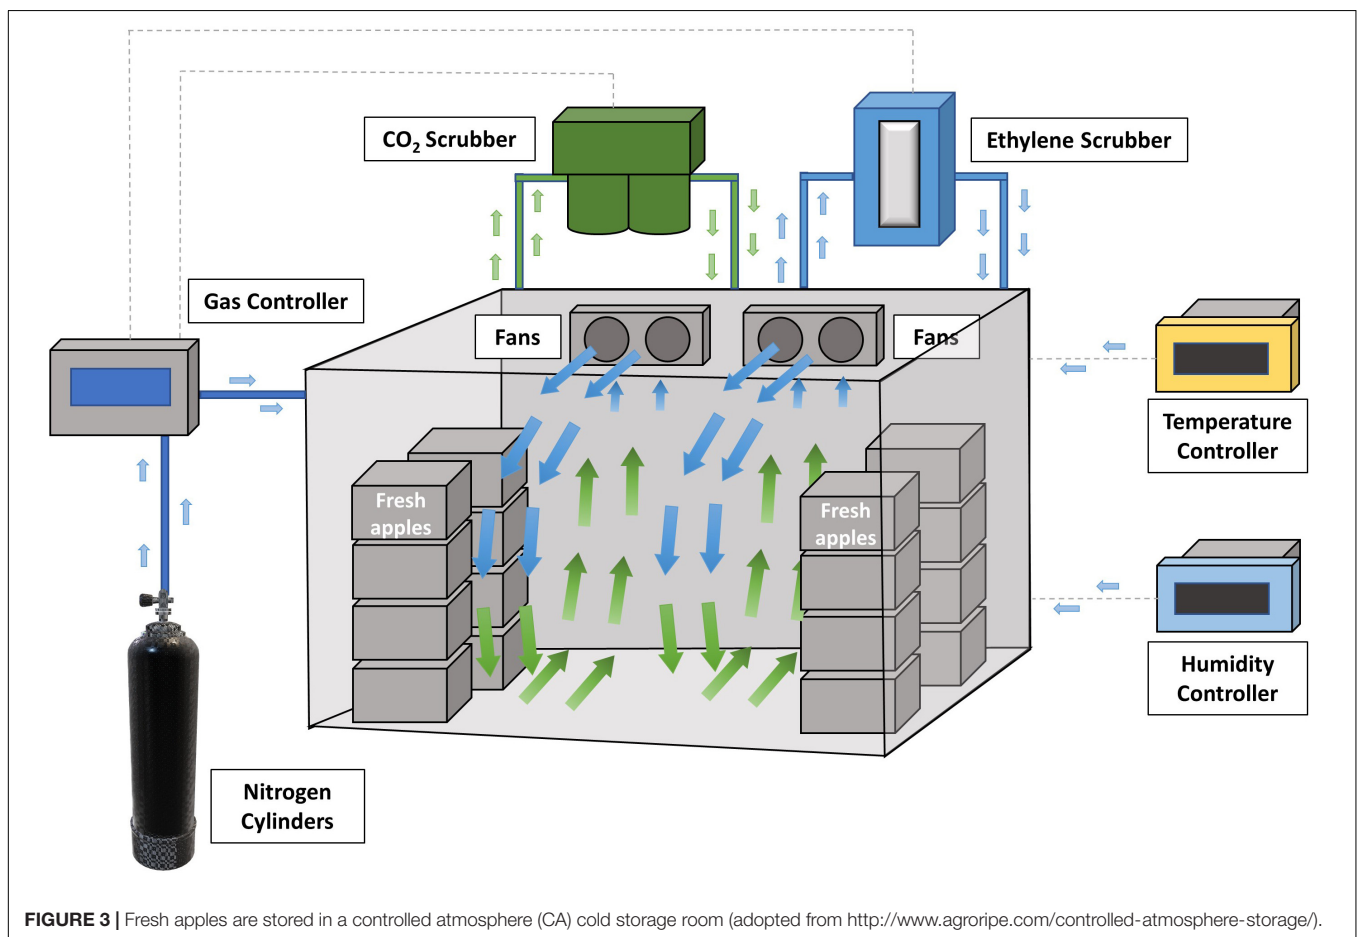 CO₂ Scrubber
Ethylene Scrubber
Gas Controller
Fans
Fans
Temperature
Controller
Fresh
apples
Fresh
apples
Humidity
Controller
Nitrogen
Cylinders
FIGURE 3 | Fresh apples are stored in a controlled atmosphere (CA) cold storage room (adopted from http://www.agroripe.com/controlled-atmosphere-storage/).